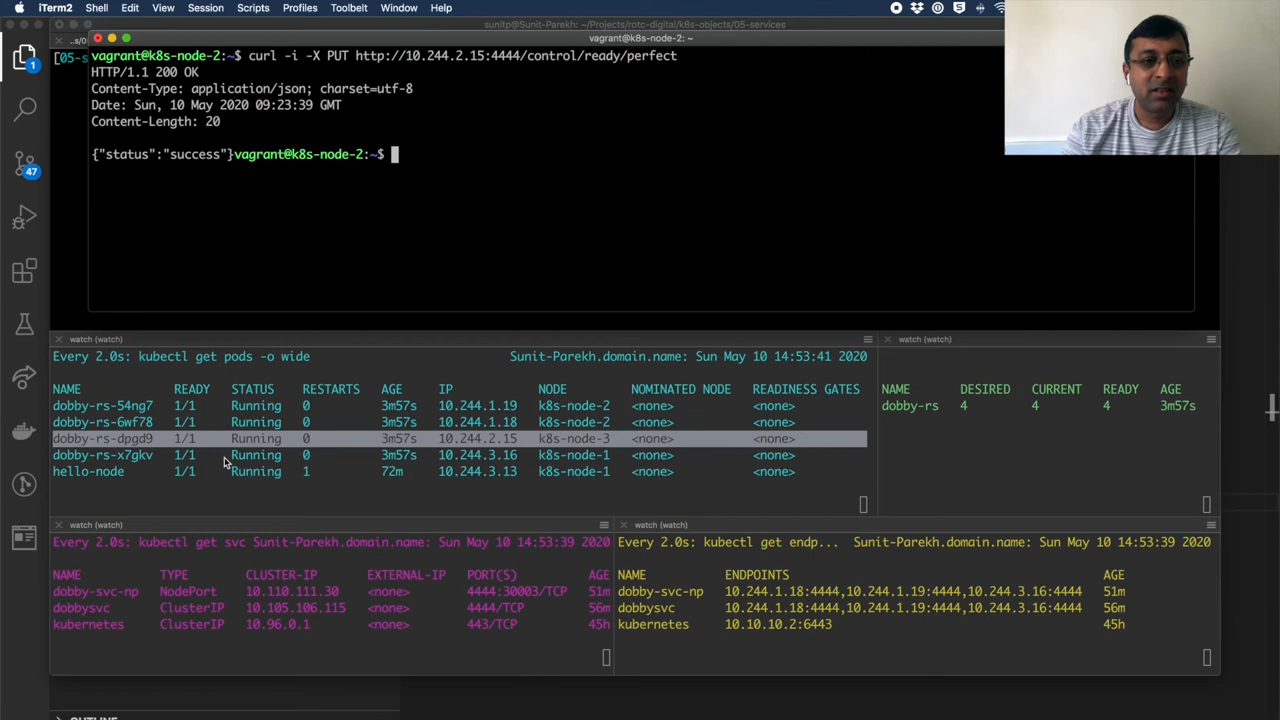 iTerm2 Shell Edit View Session Scripts Profiles Toolbelt Window Help
sunitp@Sunit-Parekh:~/Projects/rotc-digital/k8s-objects/05-services
vagrant@k8s-node-2: ~
..s/0
[05-s
vagrant@k8s-node-2:~$ curl -i -X PUT http://10.244.2.15:4444/control/ready/perfect
HTTP/1.1 200 OK
Content-Type: application/json; charset=utf-8
Date: Sun, 10 May 2020 09:23:39 GMT
Content-Length: 20
{"status":"success"}vagrant@k8s-node-2:~$
1
47
watch (watch)
Every 2.0s: kubectl get pods -o wide Sunit-Parekh.domain.name: Sun May 10 14:53:41 2020
NAME READY STATUS RESTARTS AGE IP NODE NOMINATED NODE READINESS GATES
dobby-rs-54ng7 1/1 Running 0 3m57s 10.244.1.19 k8s-node-2 <none> <none>
dobby-rs-6wf78 1/1 Running 0 3m57s 10.244.1.18 k8s-node-2 <none> <none>
dobby-rs-dpgd9 1/1 Running 0 3m57s 10.244.2.15 k8s-node-3 <none> <none>
dobby-rs-x7gkv 1/1 Running 0 3m57s 10.244.3.16 k8s-node-1 <none> <none>
hello-node 1/1 Running 1 72m 10.244.3.13 k8s-node-1 <none> <none>
watch (watch)
NAME DESIRED CURRENT READY AGE
dobby-rs 4 4 4 3m57s
watch (watch)
Every 2.0s: kubectl get svc Sunit-Parekh.domain.name: Sun May 10 14:53:39 2020
NAME TYPE CLUSTER-IP EXTERNAL-IP PORT(S) AGE
dobby-svc-np NodePort 10.110.111.30 <none> 4444:30003/TCP 51m
dobbysvc ClusterIP 10.105.106.115 <none> 4444/TCP 56m
kubernetes ClusterIP 10.96.0.1 <none> 443/TCP 45h
watch (watch)
Every 2.0s: kubectl get endp... Sunit-Parekh.domain.name: Sun May 10 14:53:39 2020
NAME ENDPOINTS AGE
dobby-svc-np 10.244.1.18:4444,10.244.1.19:4444,10.244.3.16:4444 51m
dobbysvc 10.244.1.18:4444,10.244.1.19:4444,10.244.3.16:4444 56m
kubernetes 10.10.10.2:6443 45h
OUTLINE